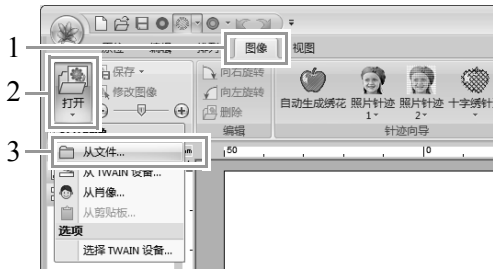 1
图像 视图
2
打开
保存
修改图像
向右旋转
向左旋转
删除
编辑
自动生成绣花 照片针迹 1 照片针迹 2 十字绣针
针迹向导
3
从文件...
从 TWAIN 设备...
从肖像...
从剪贴板...
选项
选择 TWAIN 设备...
50
0